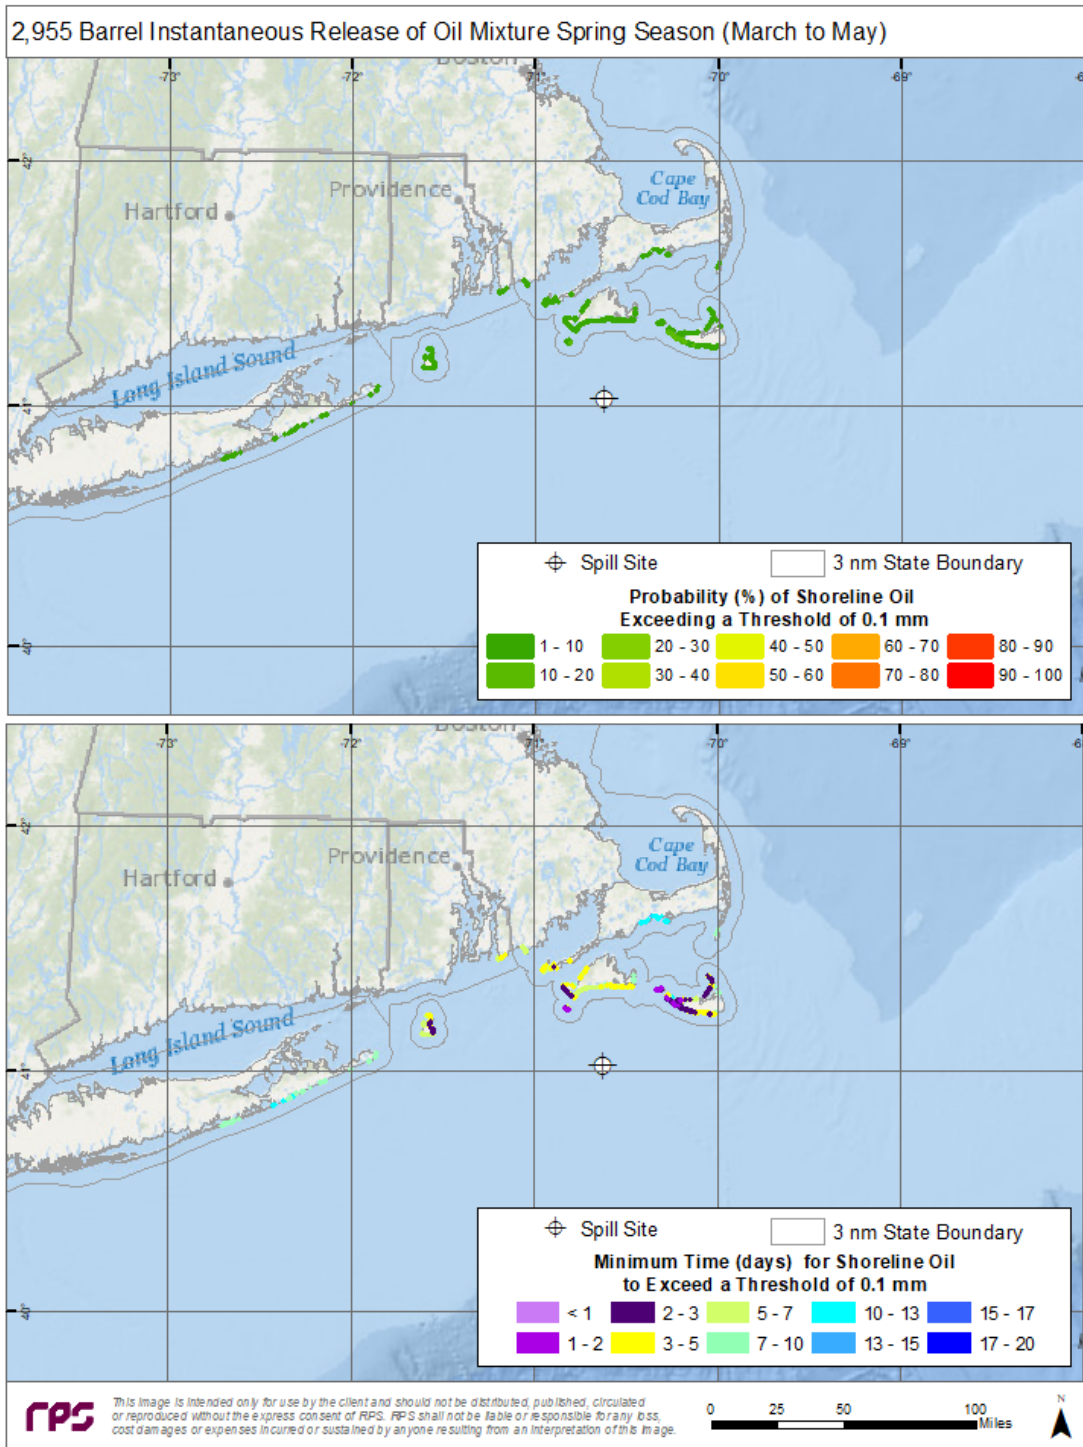 2,955 Barrel Instantaneous Release of Oil Mixture Spring Season (March to May)
Boston
-73° -72° -71° -70° -69°
42°
Cape
Cod Bay
Providence
Hartford
Long Island Sound
41°
Spill Site 3 nm State Boundary
Probability (%) of Shoreline Oil
Exceeding a Threshold of 0.1 mm
1 - 10 20 - 30 40 - 50 60 - 70 80 - 90
10 - 20 30 - 40 50 - 60 70 - 80 90 - 100
40°
Boston
-73° -72° -71° -70° -69°
42°
Cape
Cod Bay
Providence
Hartford
Long Island Sound
41°
Spill Site 3 nm State Boundary
Minimum Time (days) for Shoreline Oil
to Exceed a Threshold of 0.1 mm
< 1 2 - 3 5 - 7 10 - 13 15 - 17
1 - 2 3 - 5 7 - 10 13 - 15 17 - 20
40°
rps
This image is intended only for use by the client and should not be distributed, published, circulated
or reproduced without the express consent of RPS. RPS shall not be liable or responsible for any loss,
cost damages or expenses incurred or sustained by anyone resulting from an interpretation of this image.
0 25 50 100
Miles
N